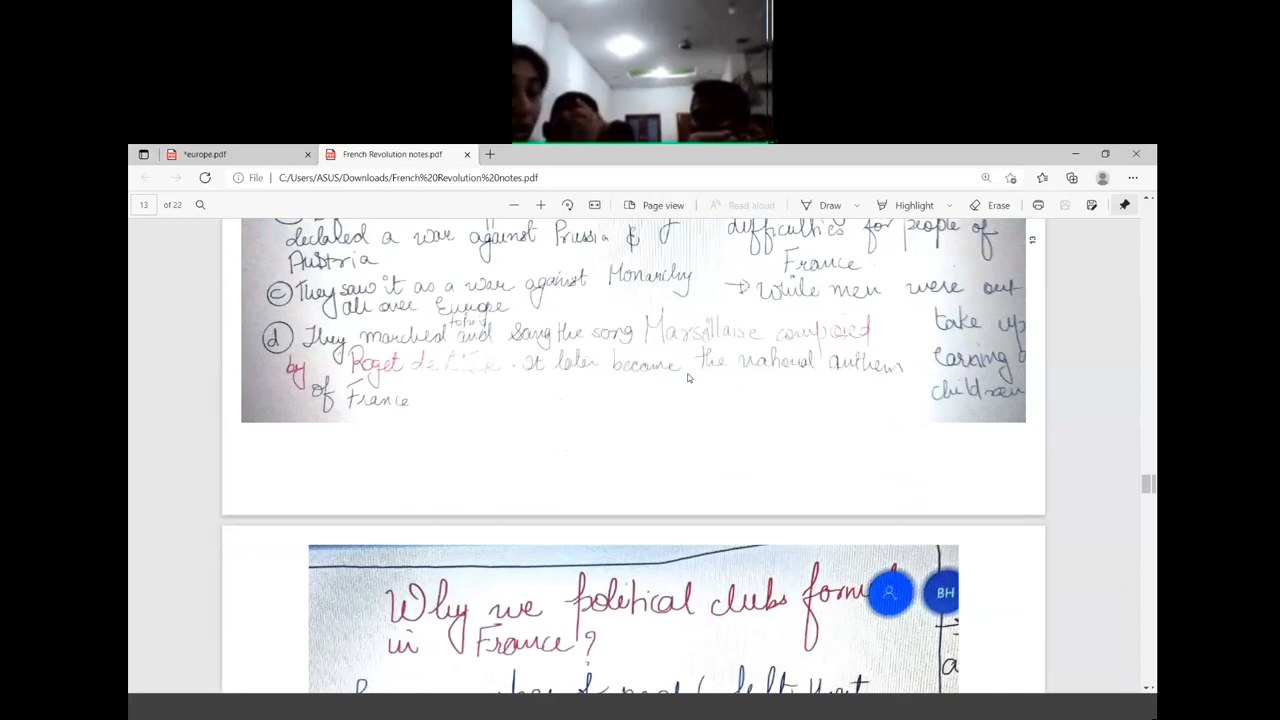 *europe.pdf
French Revolution notes.pdf
File C:/Users/ASUS/Downloads/French%20Revolution%20notes.pdf
13 of 22
Page view
Read aloud
Draw
Highlight
Erase
declared a war against Prussia &
Austria
(c) They saw it as a war against Monarchy
all over Europe
(d) They marched and sang the song Marsillaise composed
by Roget de . It later became the national anthem
of France
difficulties for people of
France
→ While men were out
take up
children
13
Why we political clubs form
in France?
BH